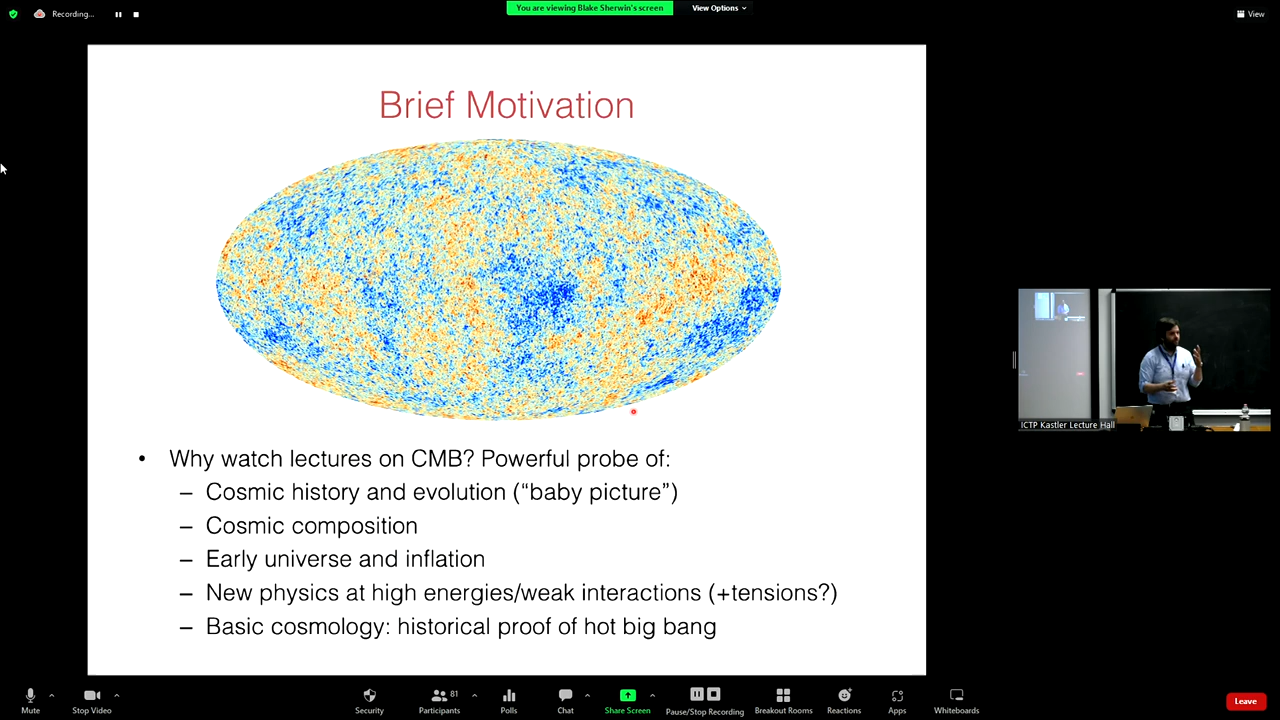 Recording...
You are viewing Blake Sherwin's screen
View Options
View
Brief Motivation
• Why watch lectures on CMB? Powerful probe of:
– Cosmic history and evolution (“baby picture”)
– Cosmic composition
– Early universe and inflation
– New physics at high energies/weak interactions (+tensions?)
– Basic cosmology: historical proof of hot big bang
ICTP Kastler Lecture Hall
Mute
Stop Video
Security
Participants
81
Polls
Chat
Share Screen
Pause/Stop Recording
Breakout Rooms
Reactions
Apps
Whiteboards
Leave